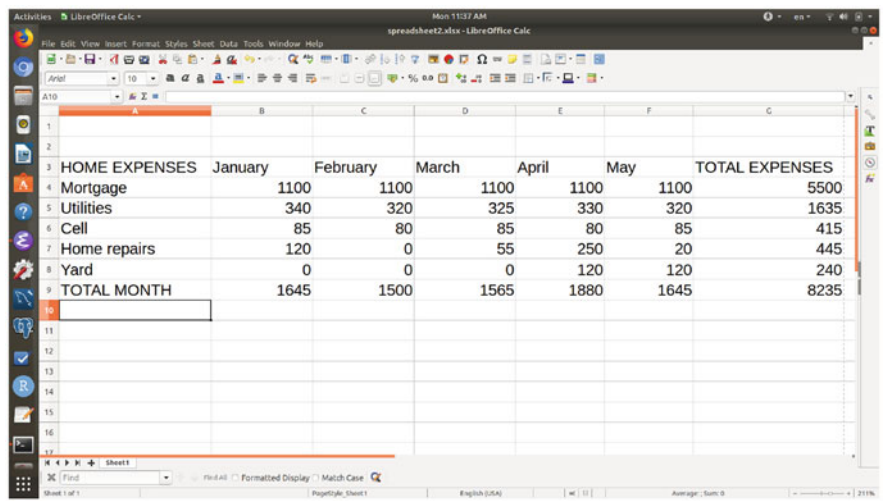 Activities LibreOffice Calc Mon 11:37 AM en
spreadsheet2.xlsx - LibreOffice Calc
File Edit View Insert Format Styles Sheet Data Tools Window Help
Arial 10
A10
A B C D E F G
1
2
3 HOME EXPENSES January February March April May TOTAL EXPENSES
4 Mortgage 1100 1100 1100 1100 1100 5500
5 Utilities 340 320 325 330 320 1635
6 Cell 85 80 85 80 85 415
7 Home repairs 120 0 55 250 20 445
8 Yard 0 0 0 120 120 240
9 TOTAL MONTH 1645 1500 1565 1880 1645 8235
10
11
12
13
14
15
16
17
Sheet1
Find Find All Formatted Display Match Case
Sheet 1 of 1 PageStyle_Sheet1 English (USA) Average: ; Sum: 0 211%